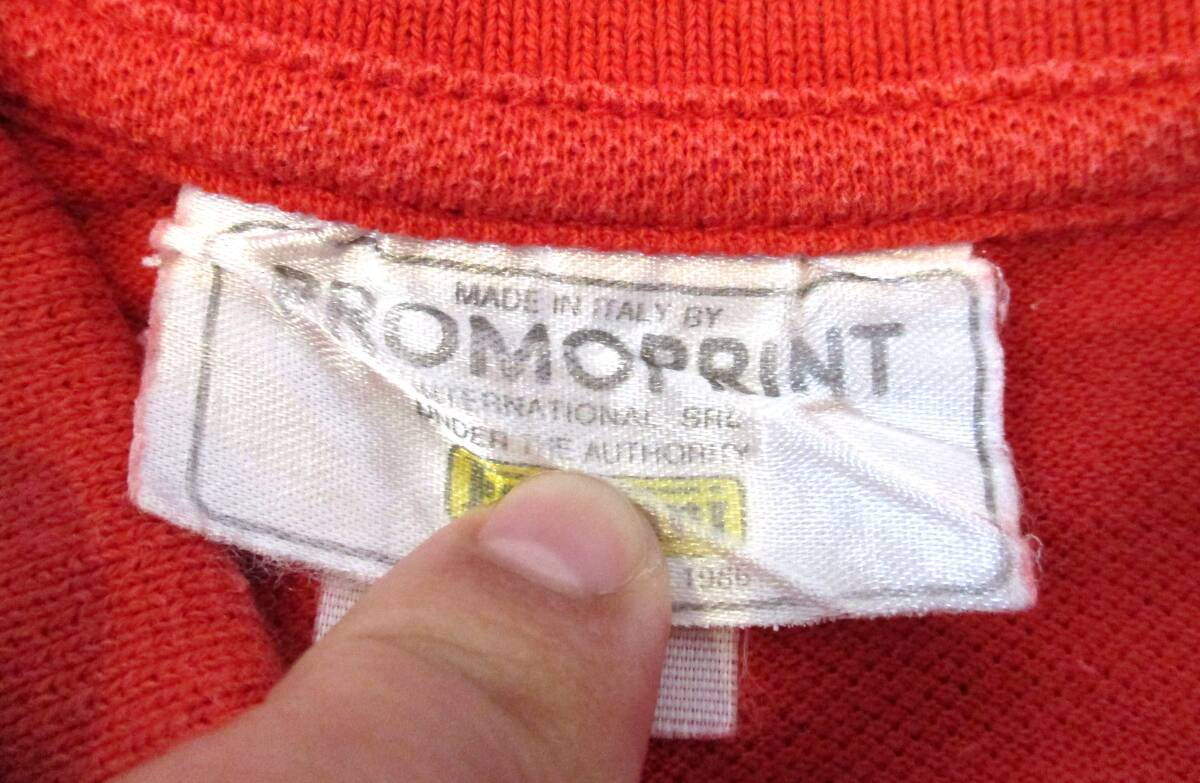 MADE IN ITALY BY
PROMOPRINT
INTERNATIONAL SRL
UNDER THE AUTHORITY
1986